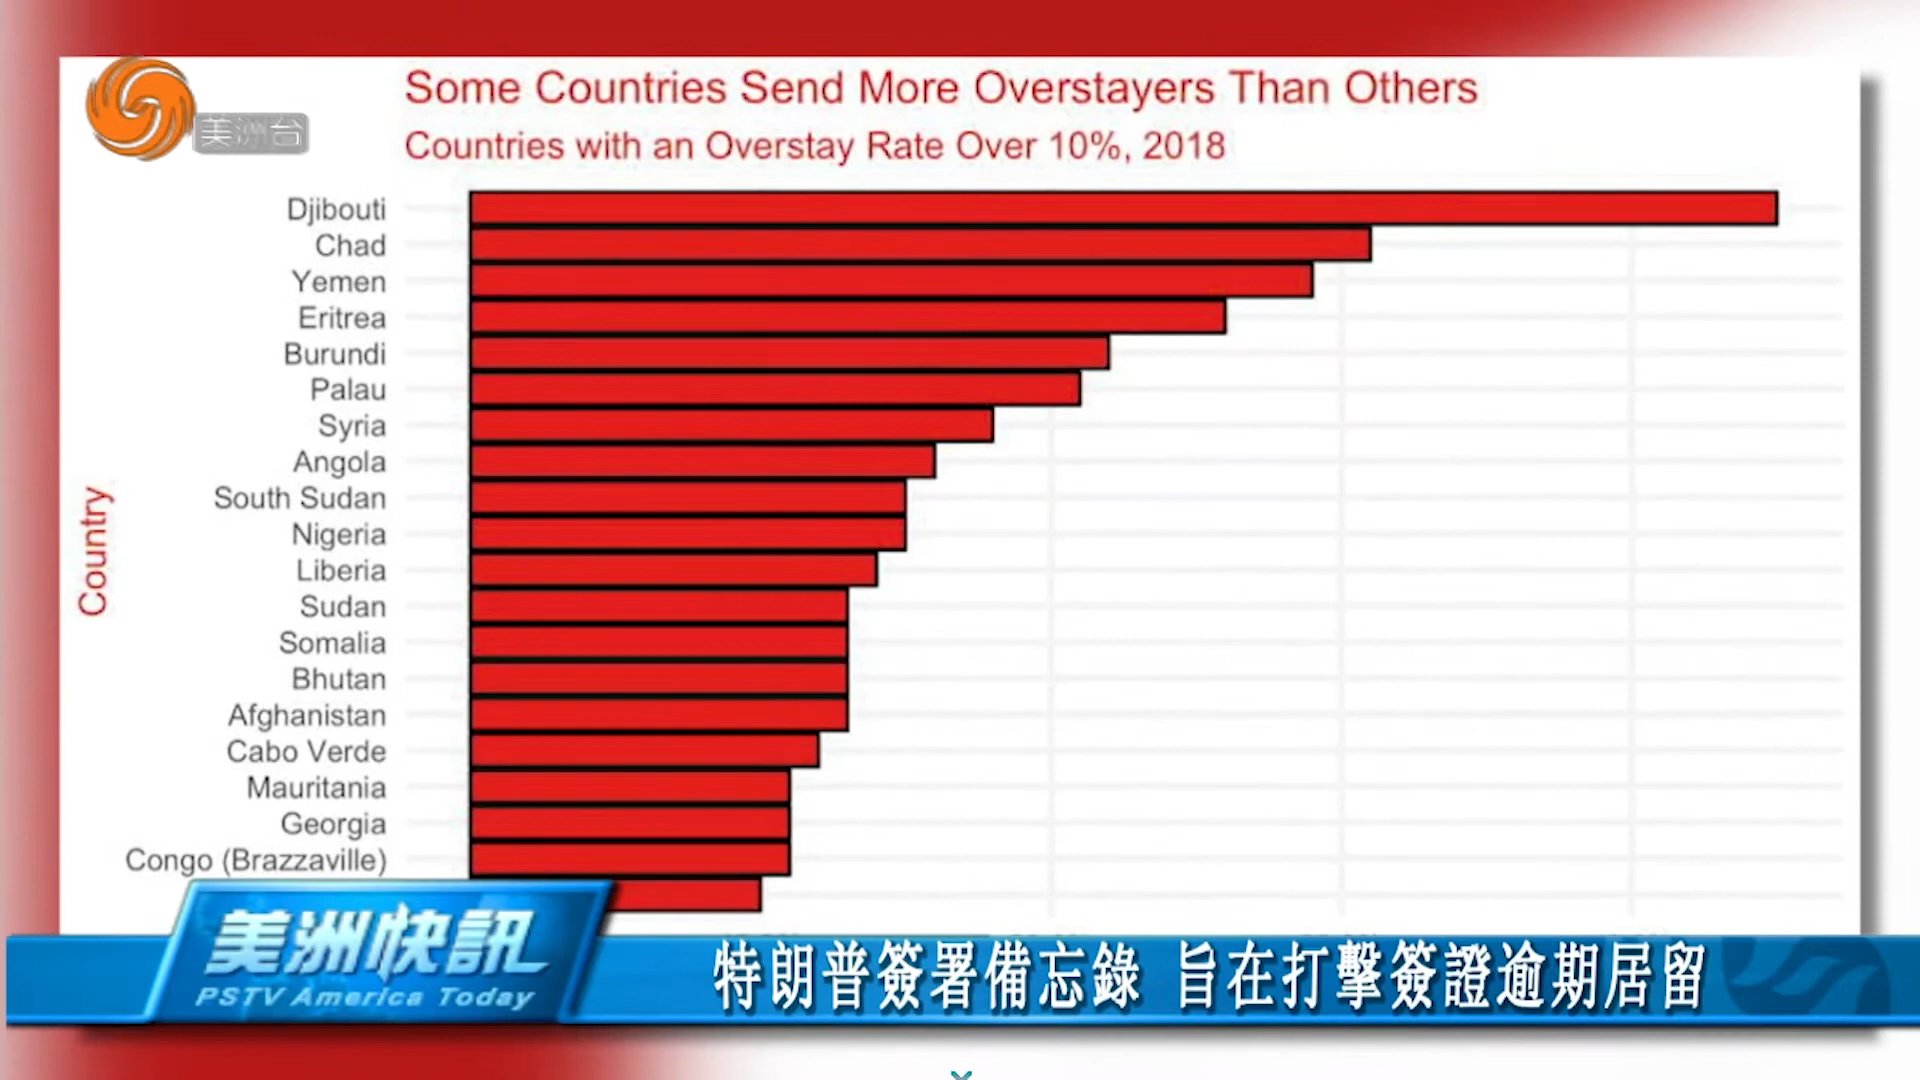 美洲台
Some Countries Send More Overstayers Than Others
Countries with an Overstay Rate Over 10%, 2018
Country
Djibouti
Chad
Yemen
Eritrea
Burundi
Palau
Syria
Angola
South Sudan
Nigeria
Liberia
Sudan
Somalia
Bhutan
Afghanistan
Cabo Verde
Mauritania
Georgia
Congo (Brazzaville)
美洲快訊
PSTV America Today
特朗普簽署備忘錄 旨在打擊簽證逾期居留